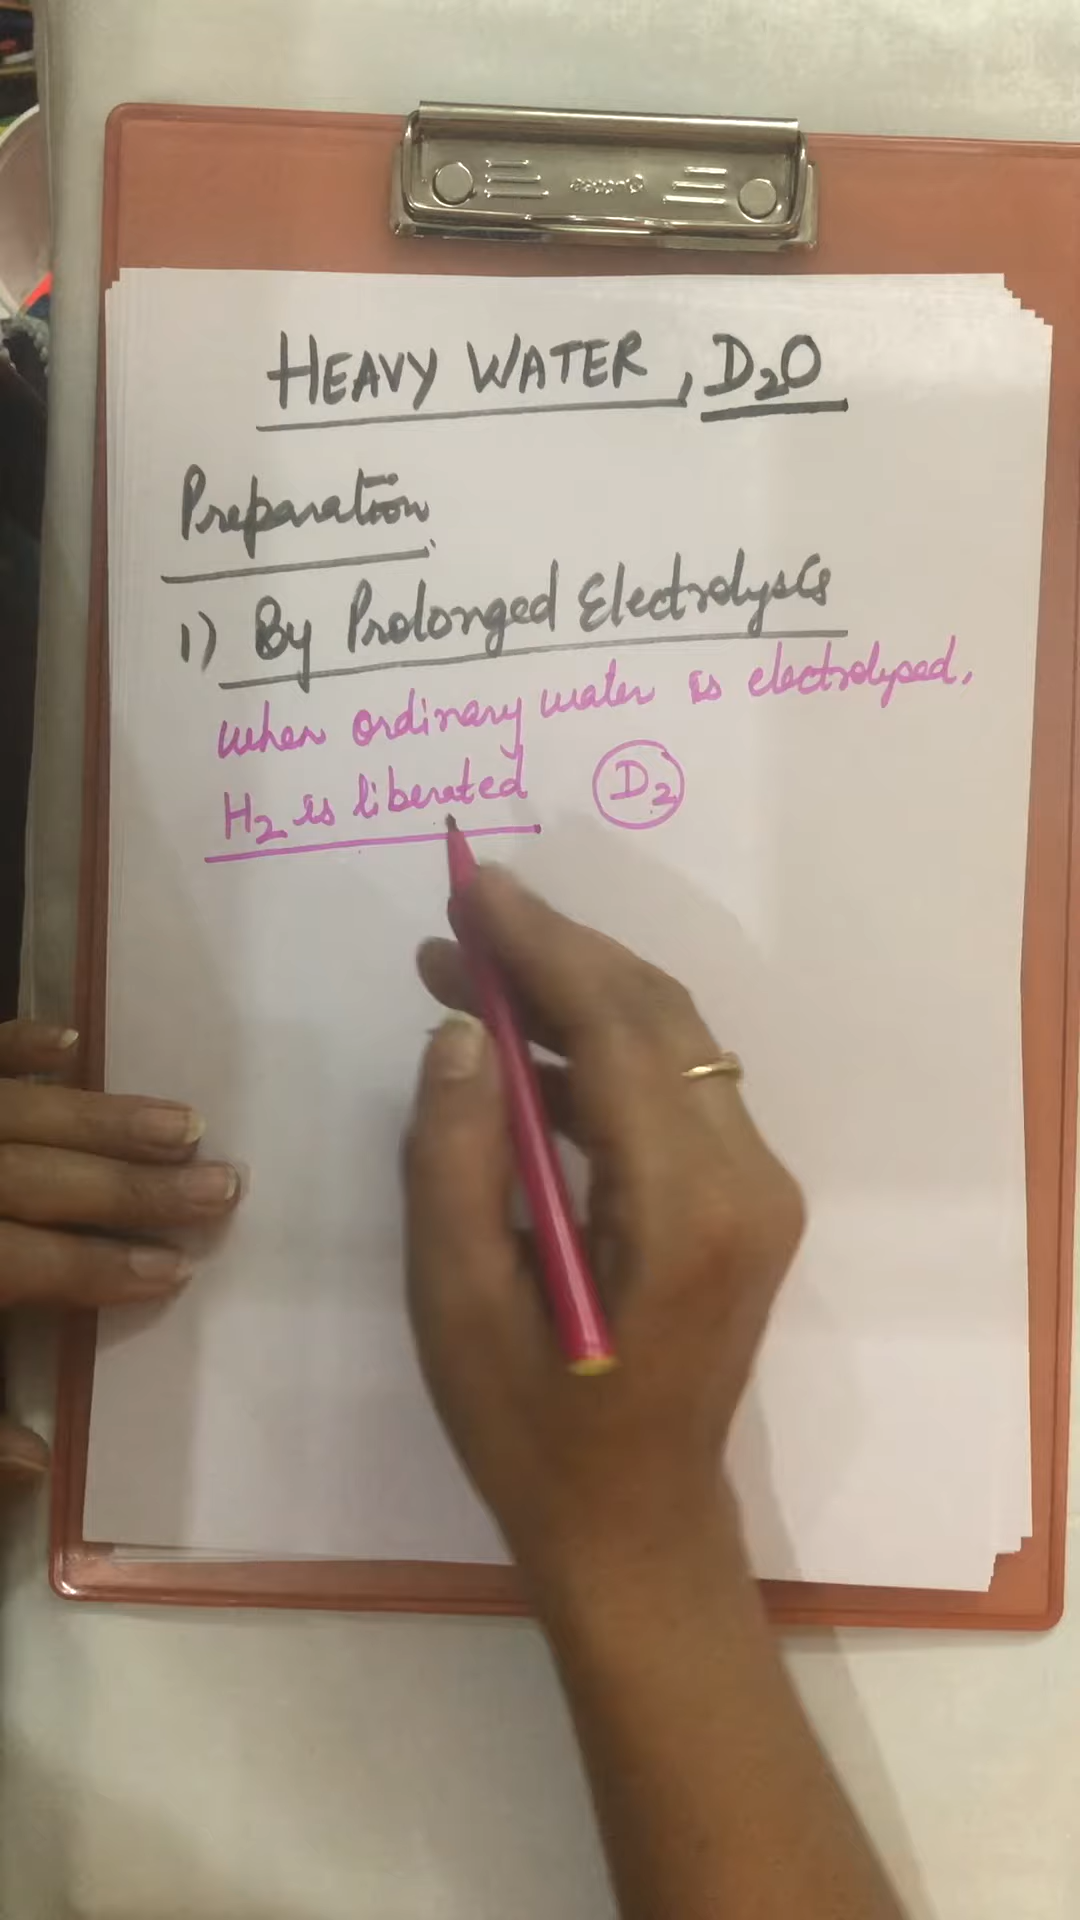 HEAVY WATER, D₂O
Preparation
1) By Prolonged Electrolysis
when ordinary water is electrolysed,
H₂ is liberated D₂